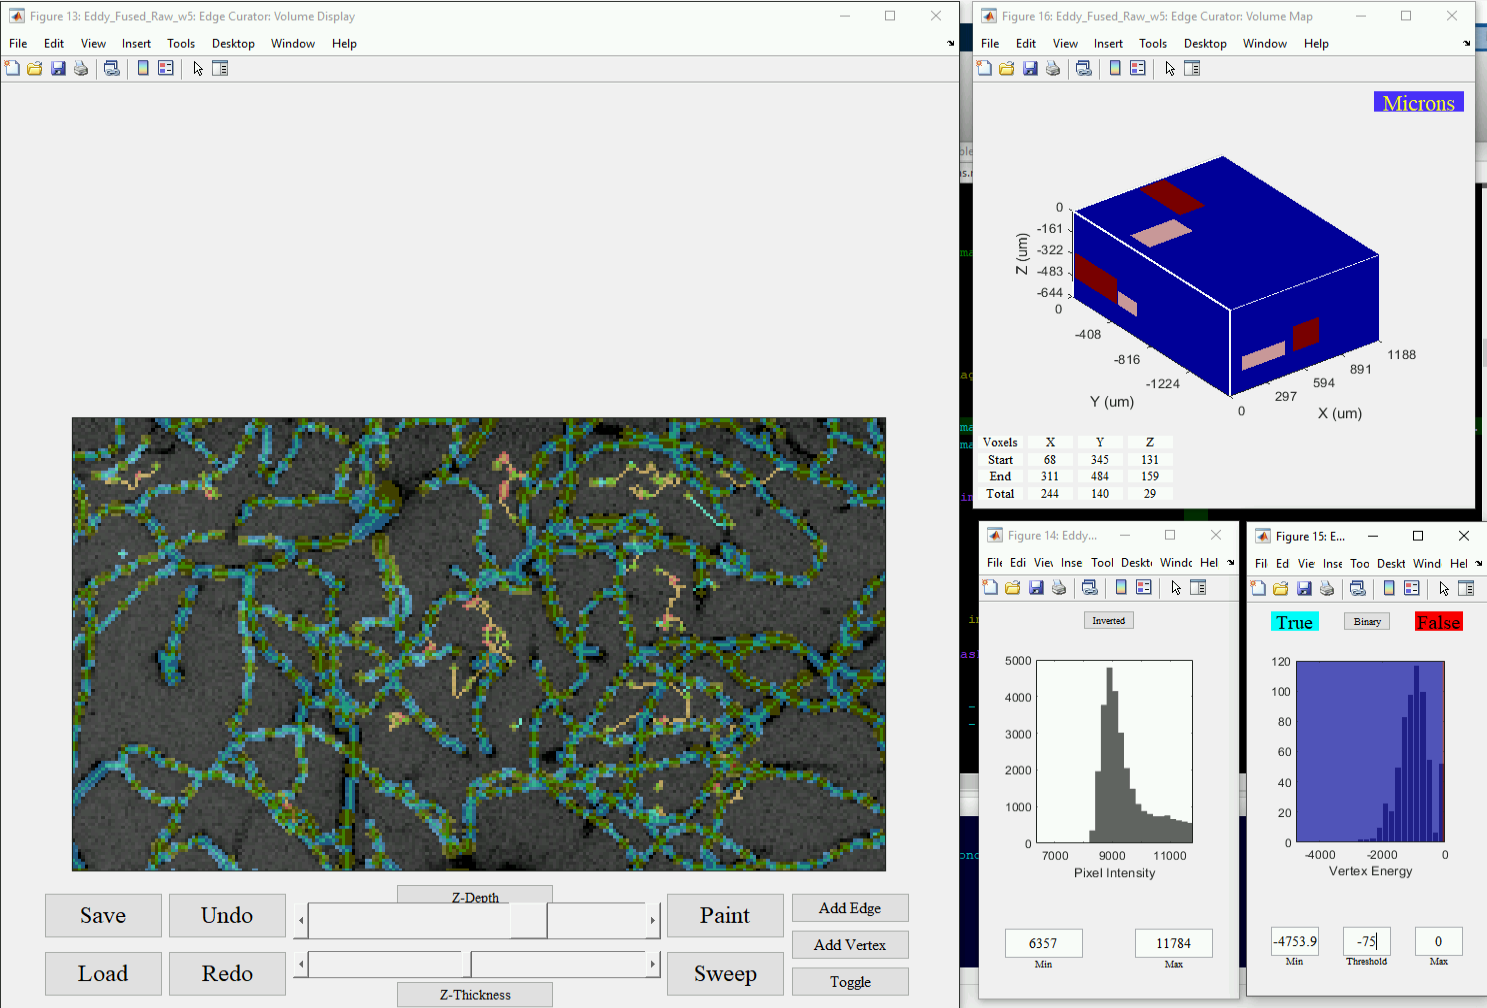 Figure 13: Eddy_Fused_Raw_w5: Edge Curator: Volume Display
File Edit View Insert Tools Desktop Window Help
Z-Depth
Save Undo Paint Add Edge
Add Vertex
Load Redo Sweep Toggle
Z-Thickness
Figure 16: Eddy_Fused_Raw_w5: Edge Curator: Volume Map
File Edit View Insert Tools Desktop Window Help
Microns
0
-161
-322
-483
-644
Z (um)
0
-408
-816
-1224
Y (um)
0
297
594
891
1188
X (um)
Voxels X Y Z
Start 68 345 131
End 311 484 159
Total 244 140 29
Figure 14: Eddy...
File Edi Viev Inse Tool Deskt Windc Hel
Inverted
5000
4000
3000
2000
1000
0
7000 9000 11000
Pixel Intensity
6357 11784
Min Max
Figure 15: E...
Fil Ed Vie Inse Too Deskt Wind Hel
True Binary False
120
100
80
60
40
20
0
-4000 -2000 0
Vertex Energy
-4753.9 -75 0
Min Threshold Max